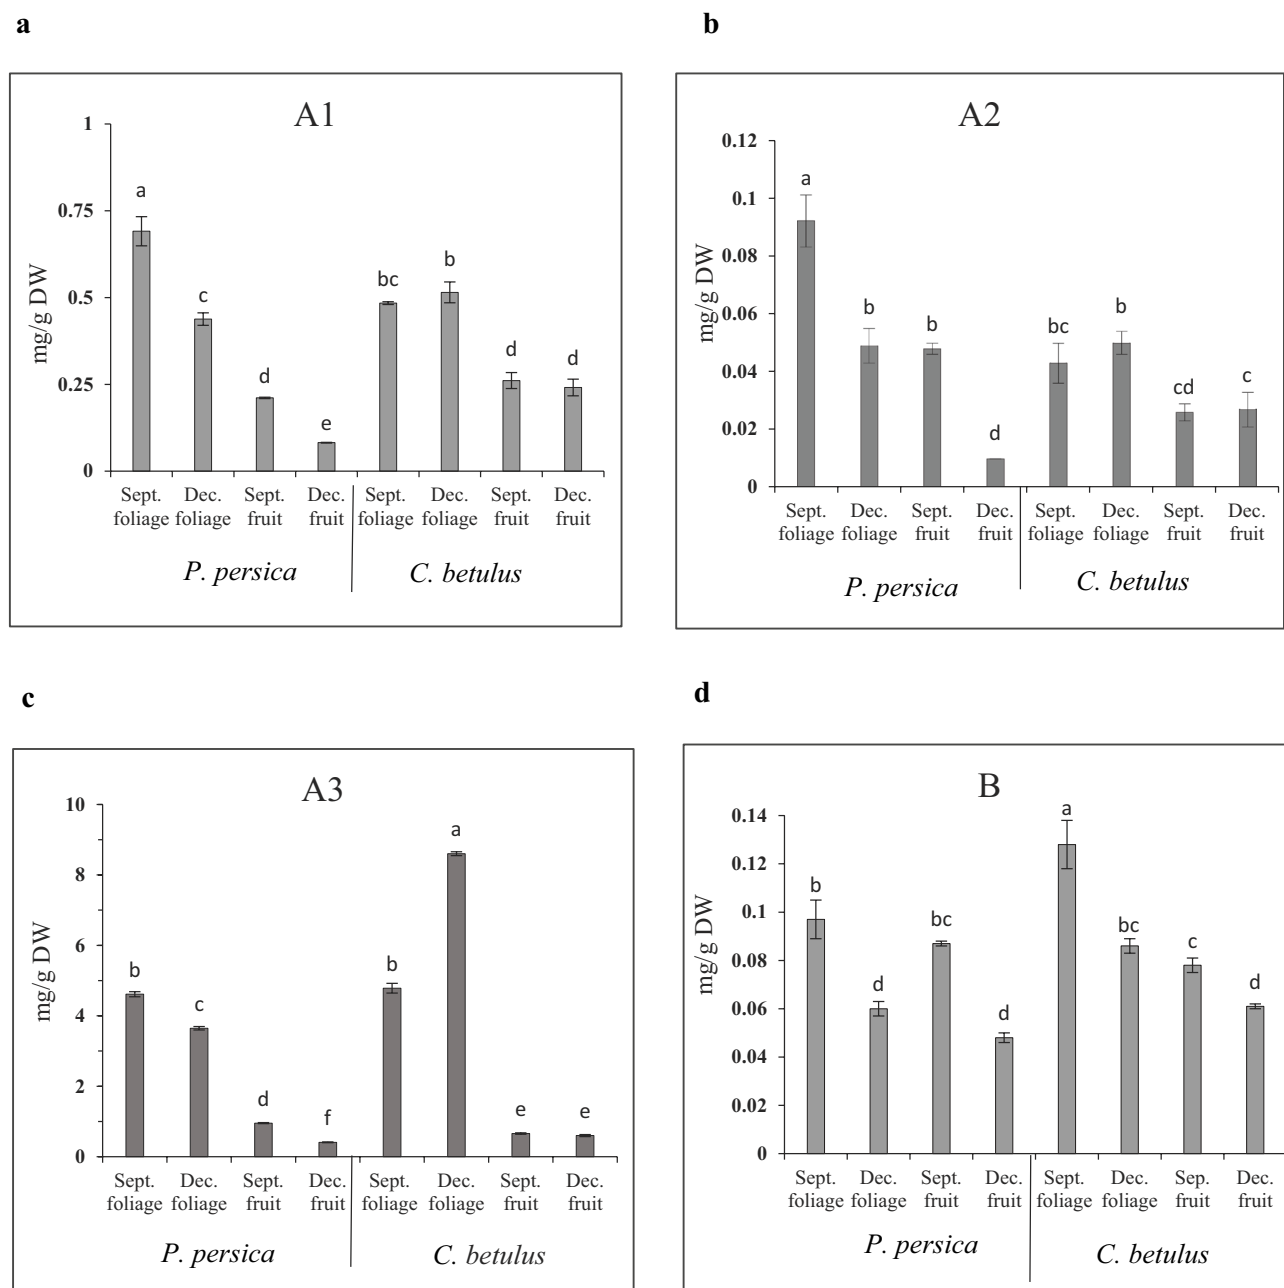 a
A1
mg/g DW
1
0.75
0.5
0.25
0
a
c
d
e
bc
b
d
d
Sept. Dec. Sept. Dec. Sept. Dec. Sept. Dec.
foliage foliage fruit fruit foliage foliage fruit fruit
P. persica C. betulus
b
A2
mg/g DW
0.12
0.1
0.08
0.06
0.04
0.02
0
a
b
b
d
bc
b
cd
c
Sept. Dec. Sept. Dec. Sept. Dec. Sept. Dec.
foliage foliage fruit fruit foliage foliage fruit fruit
P. persica C. betulus
c
A3
mg/g DW
10
8
6
4
2
0
b
c
d
f
b
a
e
e
Sept. Dec. Sept. Dec. Sept. Dec. Sept. Dec.
foliage foliage fruit fruit foliage foliage fruit fruit
P. persica C. betulus
d
B
mg/g DW
0.14
0.12
0.1
0.08
0.06
0.04
0.02
0
b
d
bc
d
a
bc
c
d
Sept. Dec. Sept. Dec. Sept. Dec. Sep. Dec.
foliage foliage fruit fruit foliage foliage fruit fruit
P. persica C. betulus